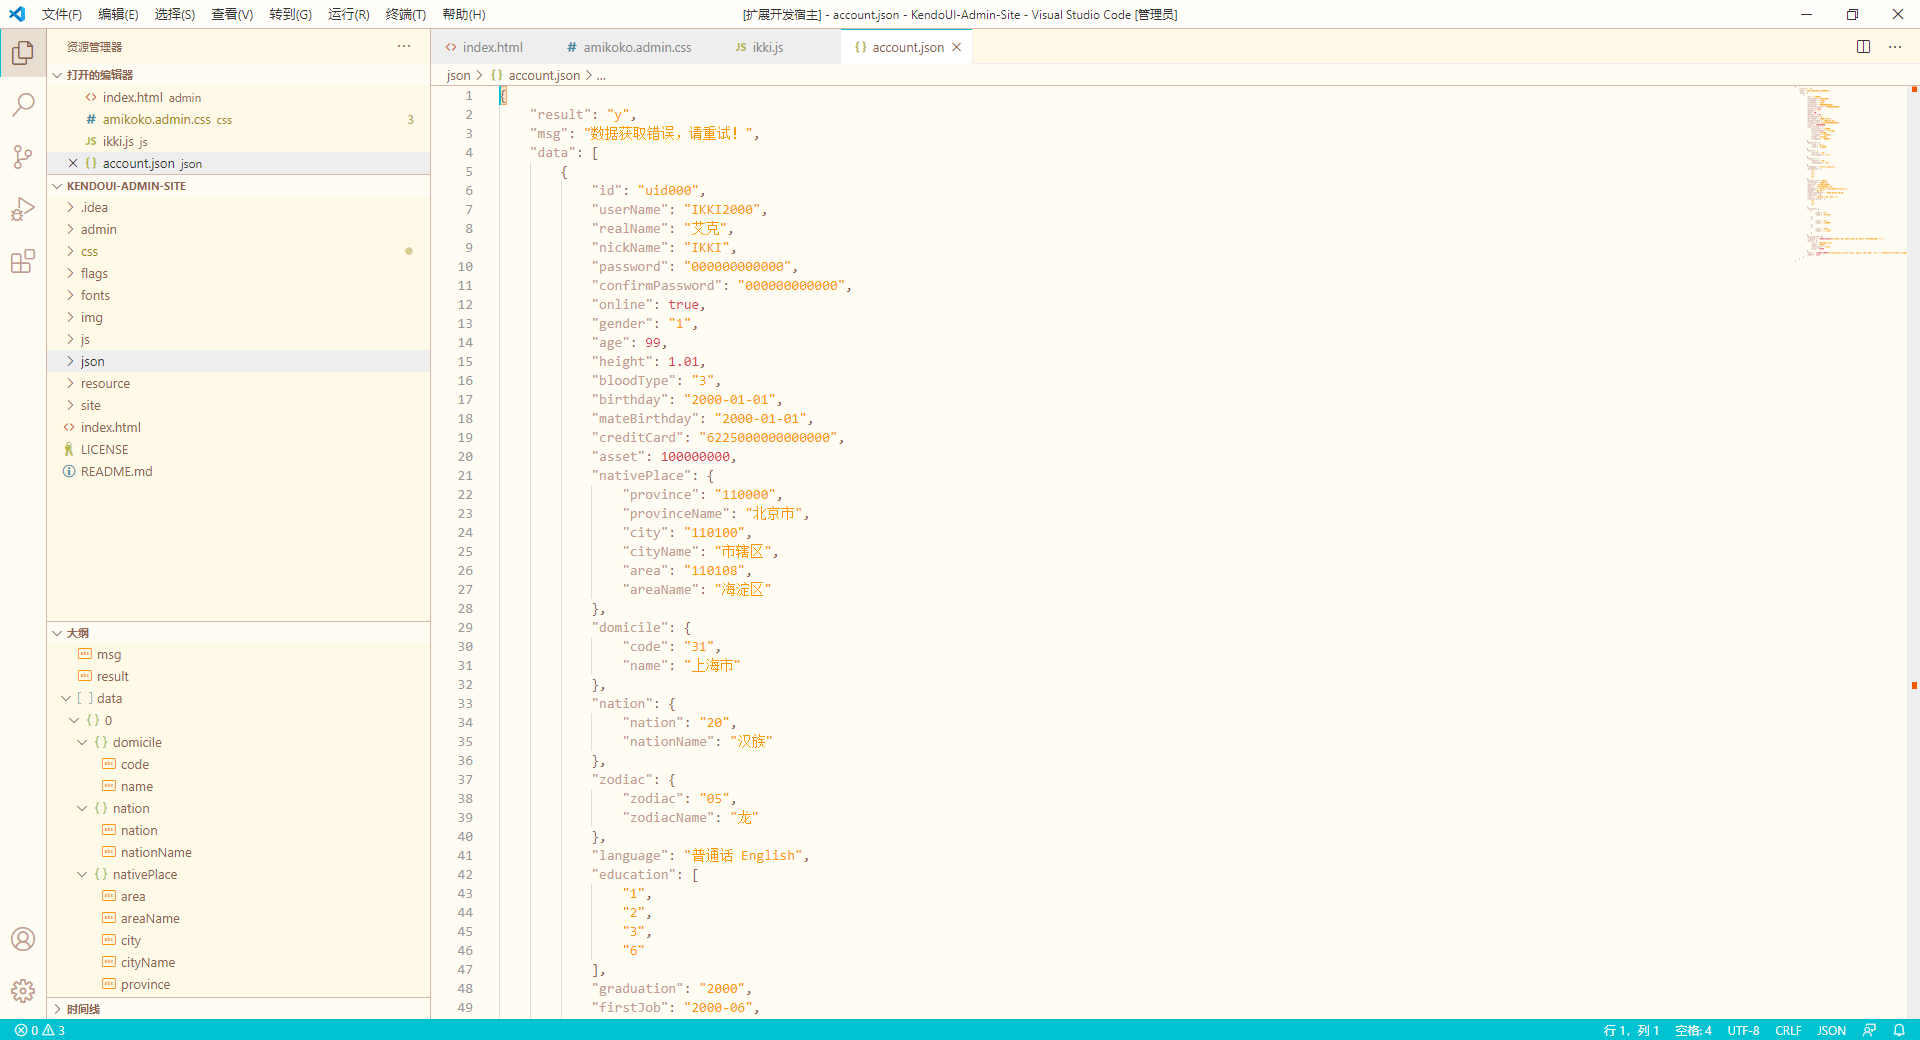 文件(F) 编辑(E) 选择(S) 查看(V) 转到(G) 运行(R) 终端(T) 帮助(H) [扩展开发宿主] - account.json - KendoUI-Admin-Site - Visual Studio Code [管理员]
资源管理器
打开的编辑器
index.html admin
amikoko.admin.css css 3
ikki.js js
account.json json
KENDOUI-ADMIN-SITE
.idea
admin
css
flags
fonts
img
js
json
resource
site
index.html
LICENSE
README.md
大纲
msg
result
[ ] data
{ } 0
{ } domicile
code
name
{ } nation
nation
nationName
{ } nativePlace
area
areaName
city
cityName
province
时间线
index.html # amikoko.admin.css JS ikki.js { } account.json
json > { } account.json > ...
1 {
2 "result": "y",
3 "msg": "数据获取错误，请重试！",
4 "data": [
5 {
6 "id": "uid000",
7 "userName": "IKKI2000",
8 "realName": "艾克",
9 "nickName": "IKKI",
10 "password": "000000000000",
11 "confirmPassword": "000000000000",
12 "online": true,
13 "gender": "1",
14 "age": 99,
15 "height": 1.01,
16 "bloodType": "3",
17 "birthday": "2000-01-01",
18 "mateBirthday": "2000-01-01",
19 "creditCard": "6225000000000000",
20 "asset": 100000000,
21 "nativePlace": {
22 "province": "110000",
23 "provinceName": "北京市",
24 "city": "110100",
25 "cityName": "市辖区",
26 "area": "110108",
27 "areaName": "海淀区"
28 },
29 "domicile": {
30 "code": "31",
31 "name": "上海市"
32 },
33 "nation": {
34 "nation": "20",
35 "nationName": "汉族"
36 },
37 "zodiac": {
38 "zodiac": "05",
39 "zodiacName": "龙"
40 },
41 "language": "普通话 English",
42 "education": [
43 "1",
44 "2",
45 "3",
46 "6"
47 ],
48 "graduation": "2000",
49 "firstJob": "2000-06",
0 3 行 1，列 1 空格: 4 UTF-8 CRLF JSON